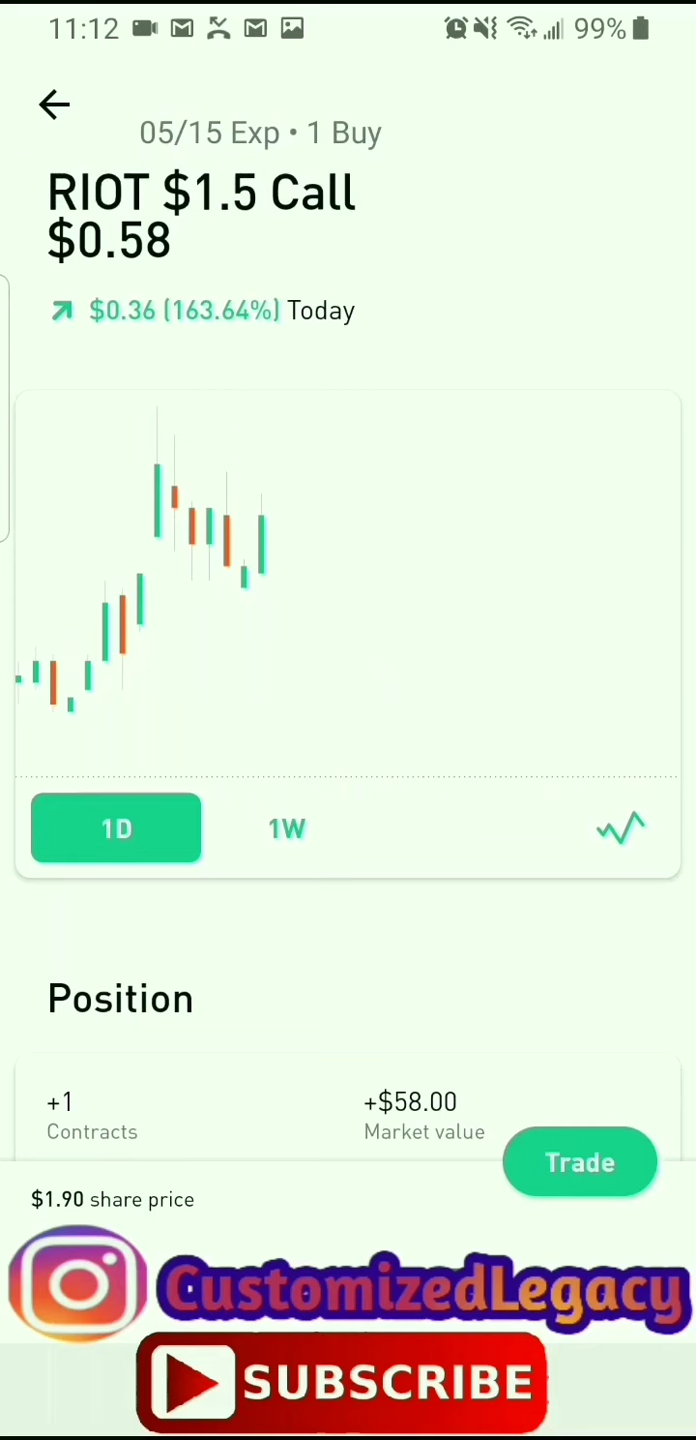 11:12 99%
05/15 Exp • 1 Buy
RIOT $1.5 Call
$0.58
$0.36 (163.64%) Today
1D 1W
Position
+1 +$58.00
Contracts Market value
Trade
$1.90 share price
CustomizedLegacy
SUBSCRIBE